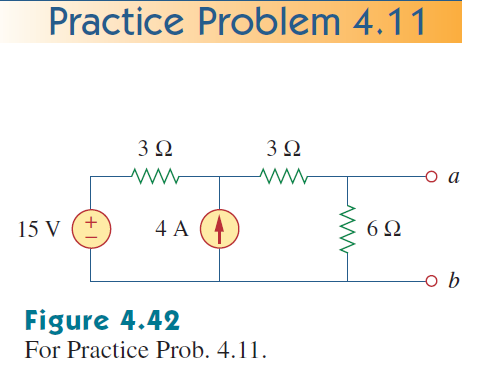 Practice Problem 4.11
3 Ω
3 Ω
a
15 V
+
−
4 A
6 Ω
b
Figure 4.42
For Practice Prob. 4.11.